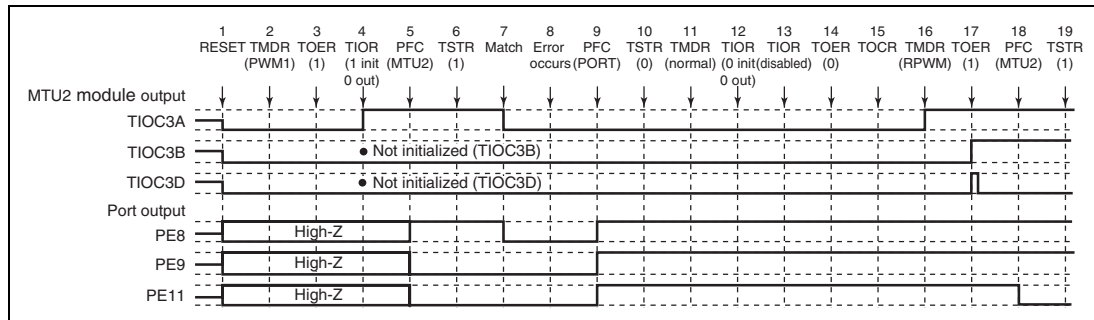 1 2 3 4 5 6 7 8 9 10 11 12 13 14 15 16 17 18 19
RESET TMDR TOER TIOR PFC TSTR Match Error PFC TSTR TMDR TIOR TIOR TOER TOCR TMDR TOER PFC TSTR
(PWM1) (1) (1 init (MTU2) (1) occurs (PORT) (0) (normal) (0 init (disabled) (0) (RPWM) (1) (MTU2) (1)
0 out) 0 out)
MTU2 module output
TIOC3A
TIOC3B
• Not initialized (TIOC3B)
TIOC3D
• Not initialized (TIOC3D)
Port output
PE8
High-Z
PE9
High-Z
PE11
High-Z